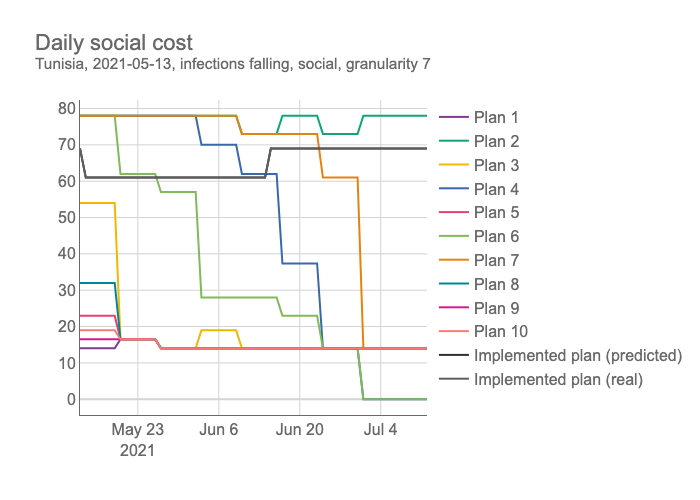 Daily social cost
Tunisia, 2021-05-13, infections falling, social, granularity 7
80
70
60
50
40
30
20
10
0
May 23
2021
Jun 6
Jun 20
Jul 4
Plan 1
Plan 2
Plan 3
Plan 4
Plan 5
Plan 6
Plan 7
Plan 8
Plan 9
Plan 10
Implemented plan (predicted)
Implemented plan (real)